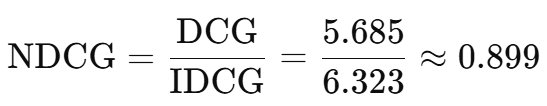 NDCG = DCG / IDCG = 5.685 / 6.323 ≈ 0.899